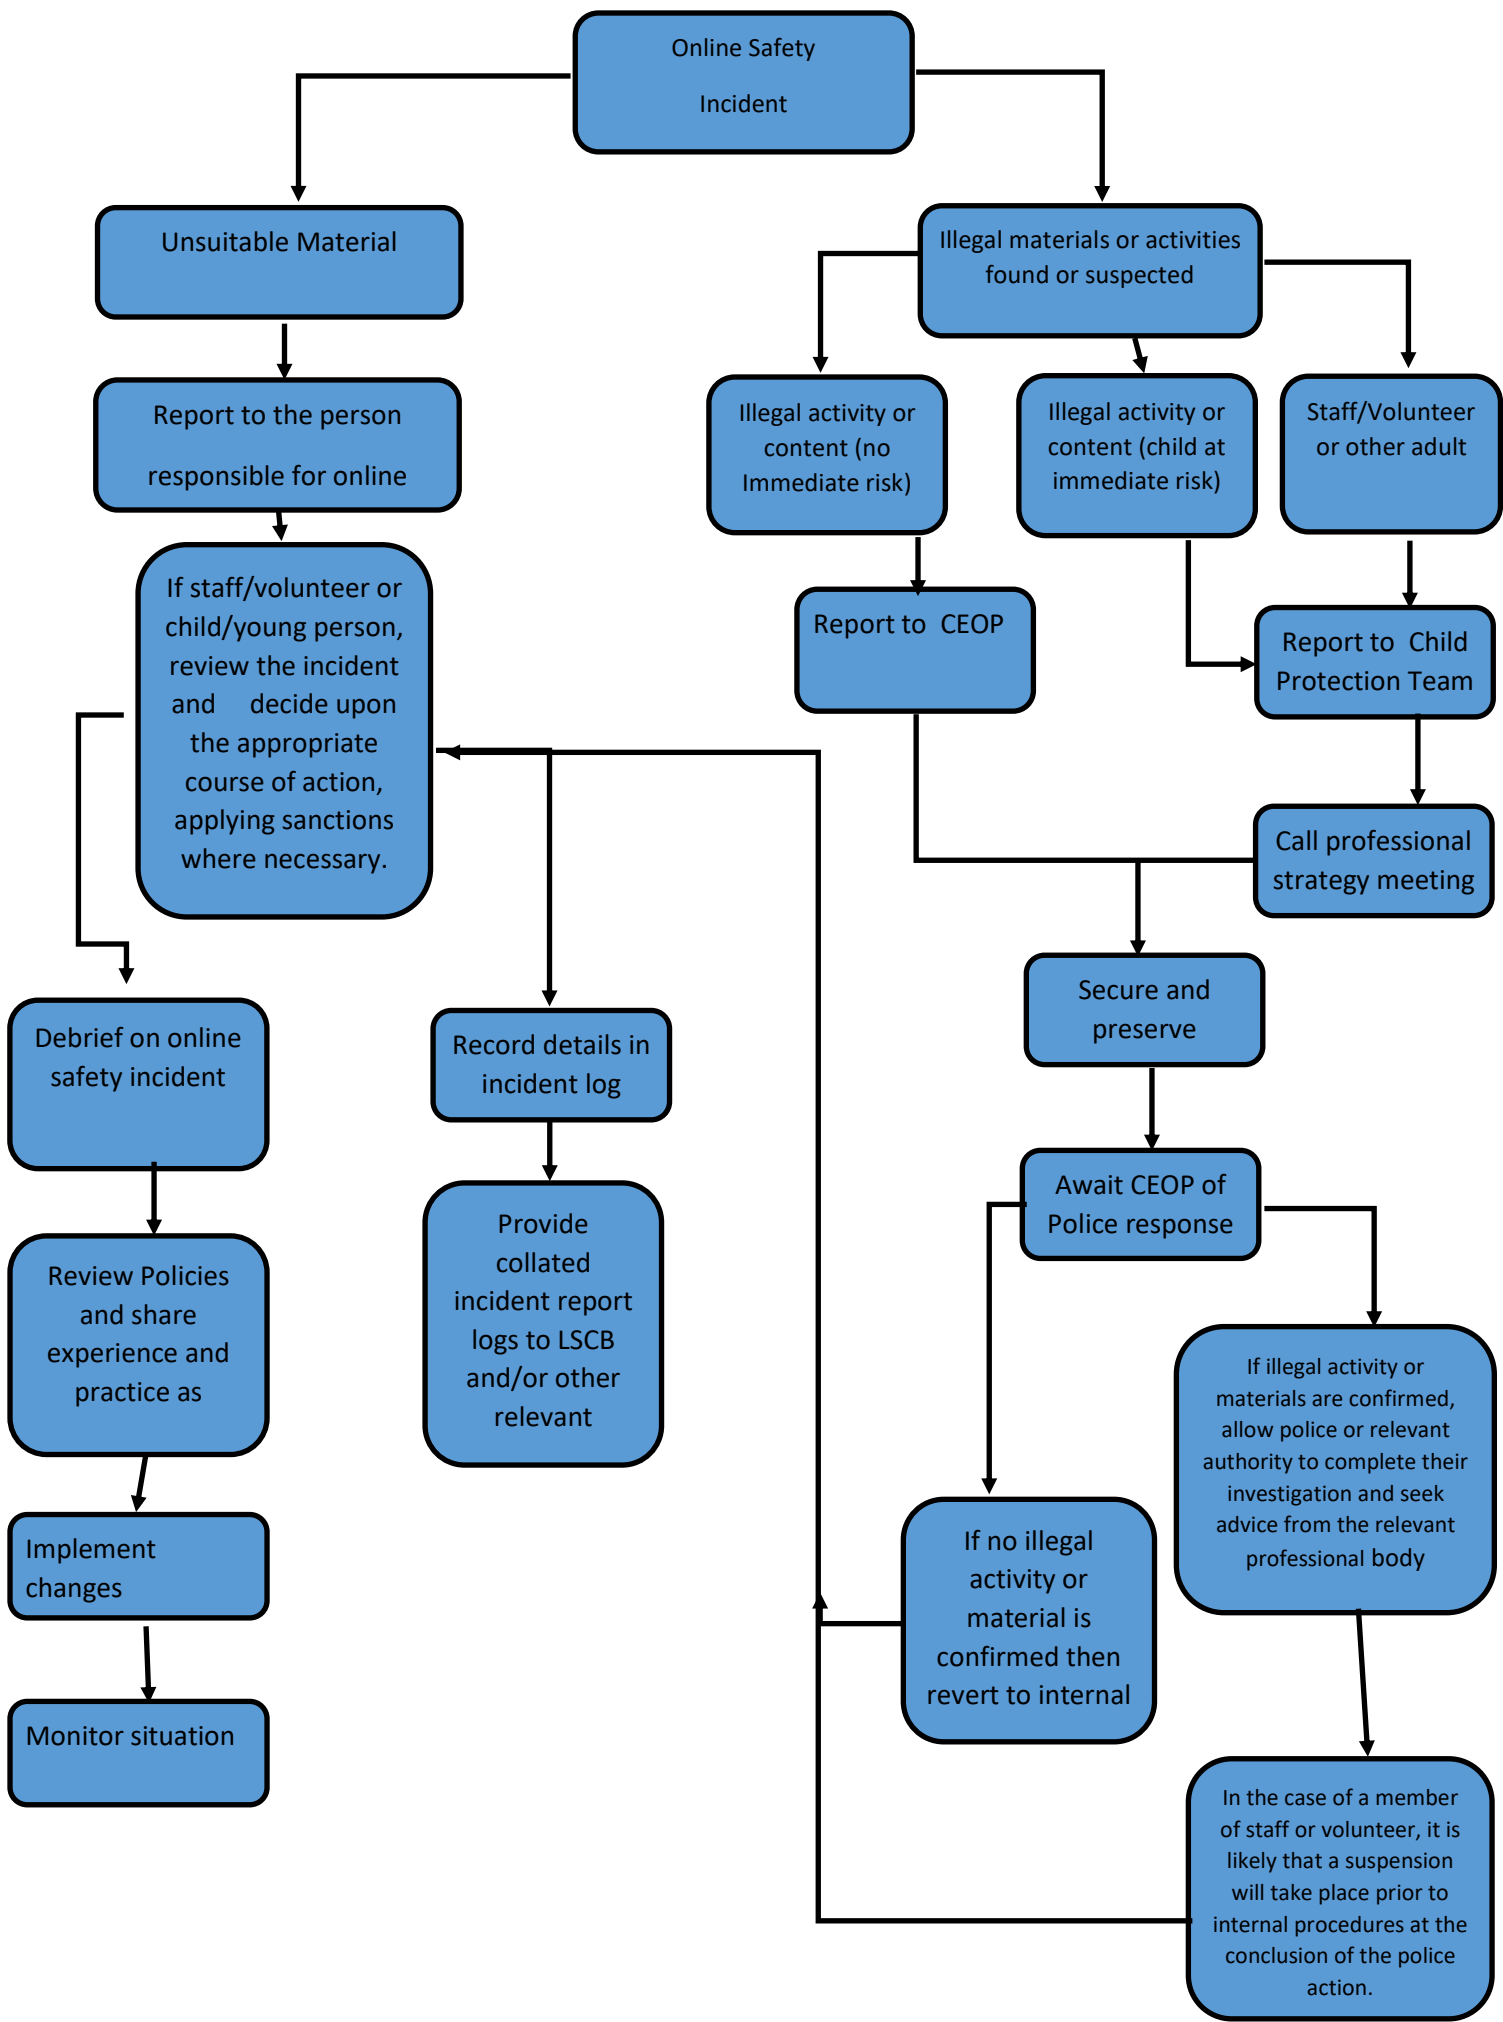 Online Safety
Incident
Unsuitable Material
Illegal materials or activities
found or suspected
Report to the person
responsible for online
Illegal activity or
content (no
Immediate risk)
Illegal activity or
content (child at
immediate risk)
Staff/Volunteer
or other adult
If staff/volunteer or
child/young person,
review the incident
and decide upon
the appropriate
course of action,
applying sanctions
where necessary.
Report to CEOP
Report to Child
Protection Team
Call professional
strategy meeting
Secure and
preserve
Debrief on online
safety incident
Record details in
incident log
Await CEOP of
Police response
Review Policies
and share
experience and
practice as
Provide
collated
incident report
logs to LSCB
and/or other
relevant
If illegal activity or
materials are confirmed,
allow police or relevant
authority to complete their
investigation and seek
advice from the relevant
professional body
Implement
changes
If no illegal
activity or
material is
confirmed then
revert to internal
Monitor situation
In the case of a member
of staff or volunteer, it is
likely that a suspension
will take place prior to
internal procedures at the
conclusion of the police
action.